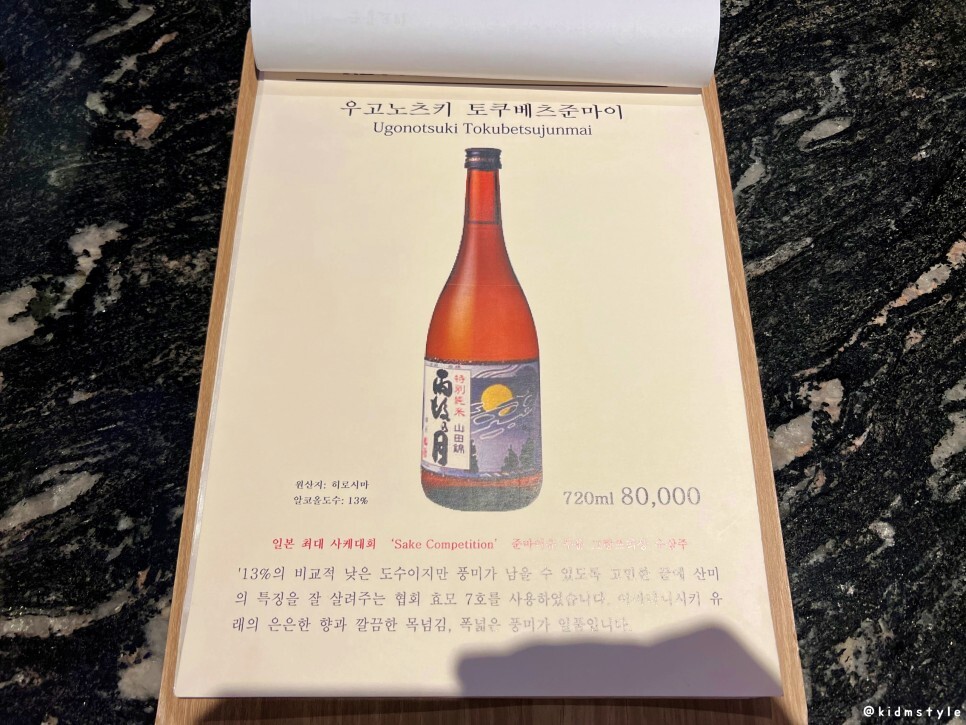 우고노츠키 토쿠베츠준마이
Ugonotsuki Tokubetsujunmai
特別純米 山田錦
雨後の月
원산지: 히로시마
알코올도수: 13%
720ml 80,000
일본 최대 사케대회 'Sake Competition'
'13%의 비교적 낮은 도수이지만 풍미가 남을 수 있도록 고민한 끝에 산미
의 특징을 잘 살려주는 협회 효모 7호를 사용하였습니다. 유
래의 은은한 향과 깔끔한 목넘김, 폭넓은 풍미가 일품입니다.
@kidmstyle